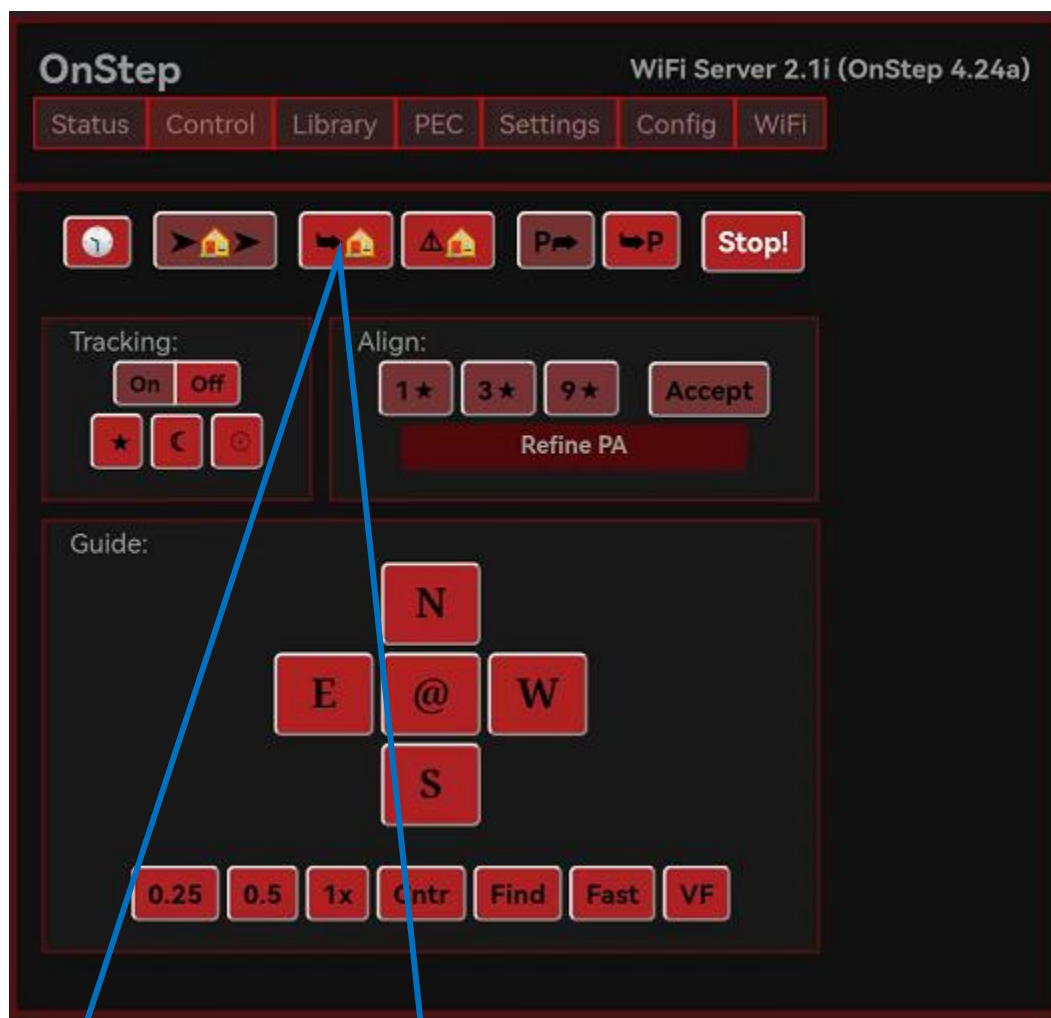 OnStep
WiFi Server 2.1i (OnStep 4.24a)
Status Control Library PEC Settings Config WiFi
P P Stop!
Tracking:
On Off
Align:
1★ 3★ 9★ Accept
Refine PA
Guide:
N
E @ W
S
0.25 0.5 1x Cntr Find Fast VF